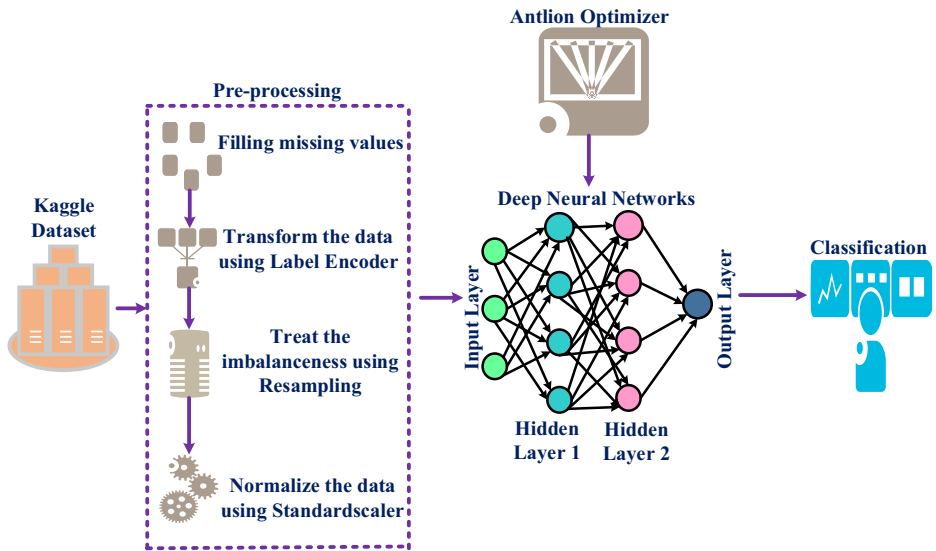 Antlion Optimizer
Pre-processing
Filling missing values
Kaggle
Dataset
Transform the data
using Label Encoder
Treat the
imbalanceness using
Resampling
Normalize the data
using Standardscaler
Deep Neural Networks
Input Layer
Hidden
Layer 1
Hidden
Layer 2
Output Layer
Classification